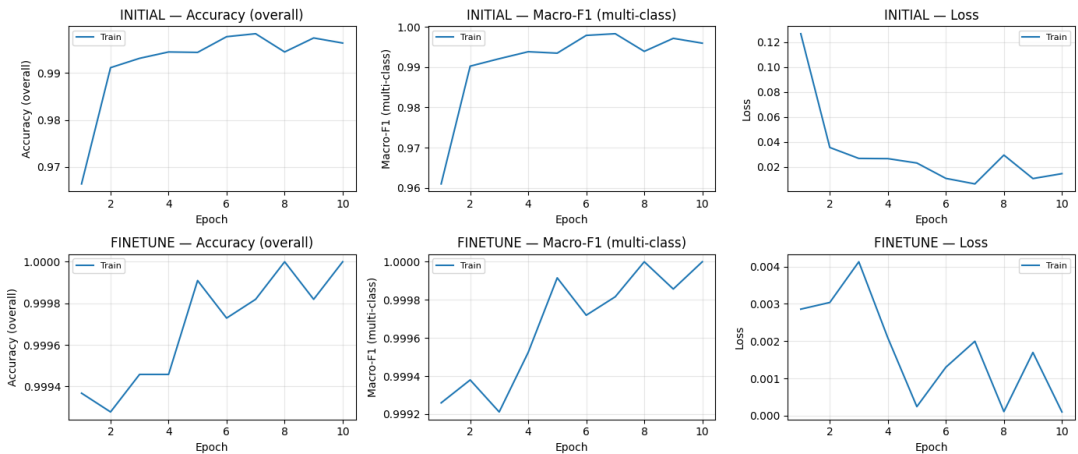 INITIAL — Accuracy (overall)
Train
0.99
0.98
0.97
Accuracy (overall)
2 4 6 8 10
Epoch
INITIAL — Macro-F1 (multi-class)
Train
1.00
0.99
0.98
0.97
0.96
Macro-F1 (multi-class)
2 4 6 8 10
Epoch
INITIAL — Loss
Train
0.12
0.10
0.08
0.06
0.04
0.02
Loss
2 4 6 8 10
Epoch
FINETUNE — Accuracy (overall)
Train
1.0000
0.9998
0.9996
0.9994
Accuracy (overall)
2 4 6 8 10
Epoch
FINETUNE — Macro-F1 (multi-class)
Train
1.0000
0.9998
0.9996
0.9994
0.9992
Macro-F1 (multi-class)
2 4 6 8 10
Epoch
FINETUNE — Loss
Train
0.004
0.003
0.002
0.001
0.000
Loss
2 4 6 8 10
Epoch